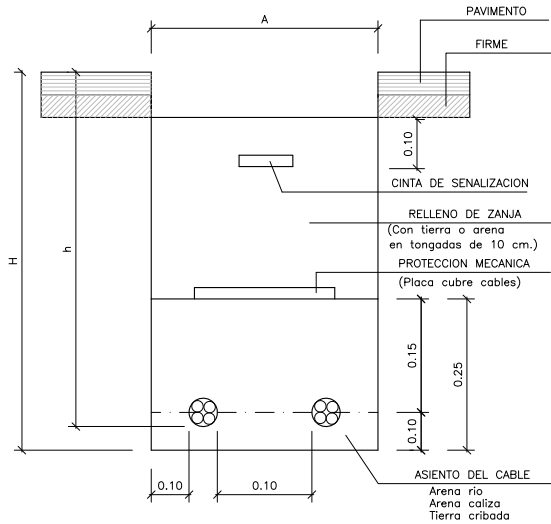 PAVIMENTO
A
FIRME
0.10
CINTA DE SENALIZACION
RELLENO DE ZANJA
(Con tierra o arena
en tongadas de 10 cm.)
H
h
PROTECCION MECANICA
(Placa cubre cables)
0.15
0.25
0.10
0.10
0.10
ASIENTO DEL CABLE
Arena rio
Arena caliza
Tierra cribada